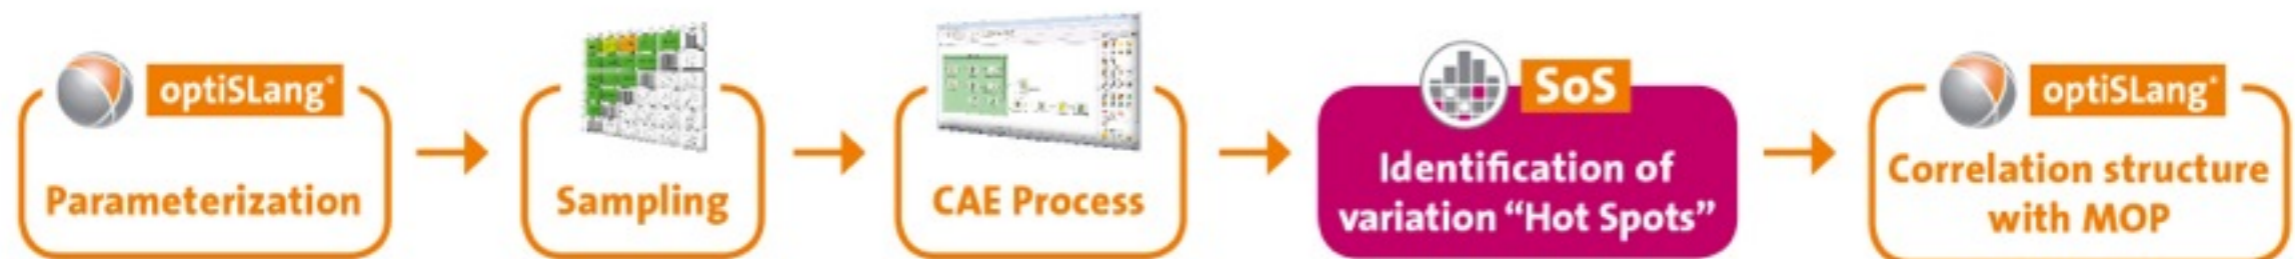 optiSLang®
Parameterization
Sampling
CAE Process
SoS
Identification of
variation “Hot Spots”
optiSLang®
Correlation structure
with MOP